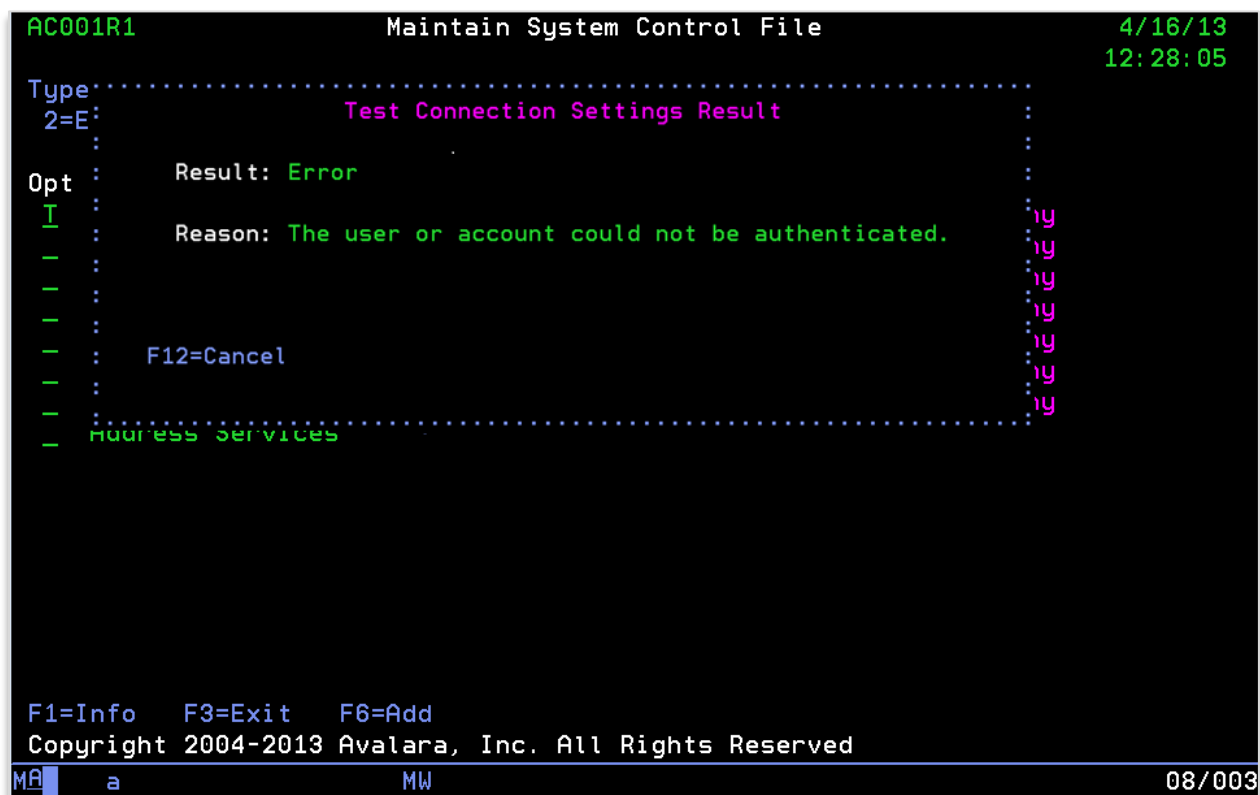 AC001R1 Maintain System Control File 4/16/13
12:28:05
Type
2=E Test Connection Settings Result
Result: Error
Opt
T
Reason: The user or account could not be authenticated.
F12=Cancel
Address Services
F1=Info F3=Exit F6=Add
Copyright 2004-2013 Avalara, Inc. All Rights Reserved
MA a MW 08/003